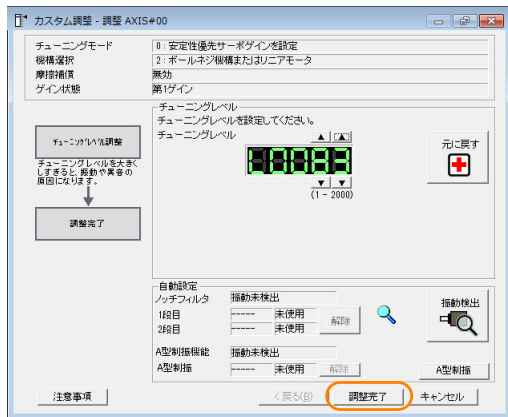 カスタム調整 - 調整 AXIS#00
チューニングモード
0 : 安定性優先サーボゲインを設定
機構選択
2 : ボールネジ機構またはリニアモータ
摩擦補償
無効
ゲイン状態
第1ゲイン
チューニングレベル
チューニングレベルを設定してください。
チューニングレベル
(1 - 2000)
チューニングレベル調整
チューニングレベルを大きく
しすぎると、振動や異音の
原因になります。
調整完了
元に戻す
自動設定
ノッチフィルタ
振動未検出
1段目
-----
未使用
2段目
-----
未使用
解除
振動検出
A型制振機能
振動未検出
A型制振
-----
未使用
解除
A型制振
注意事項
< 戻る(B)
調整完了
キャンセル